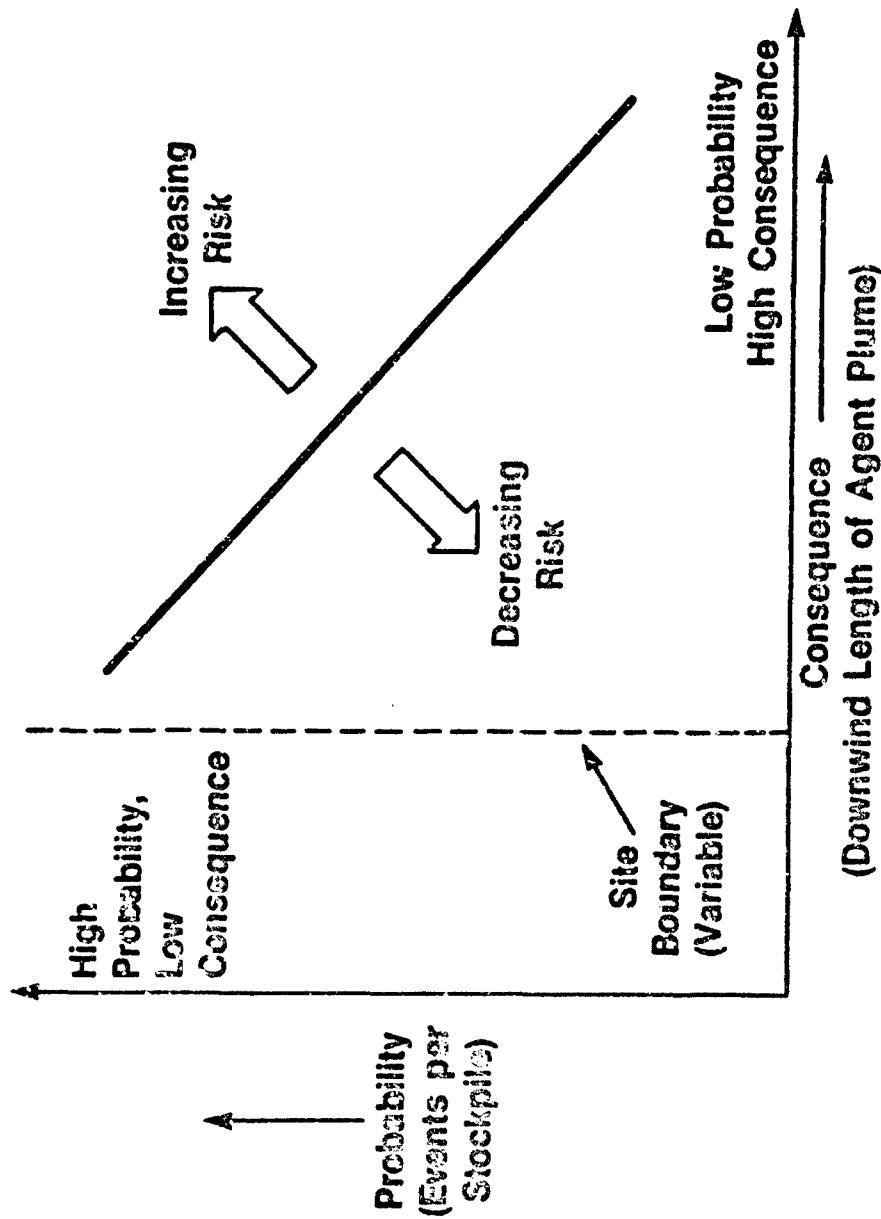 High
Probability,
Low
Consequence
Increasing
Risk
Probability
(Events per
Stockpile)
Decreasing
Risk
Site
Boundary
(Variable)
Low Probability
High Consequence
Consequence
(Downwind Length of Agent Plume)